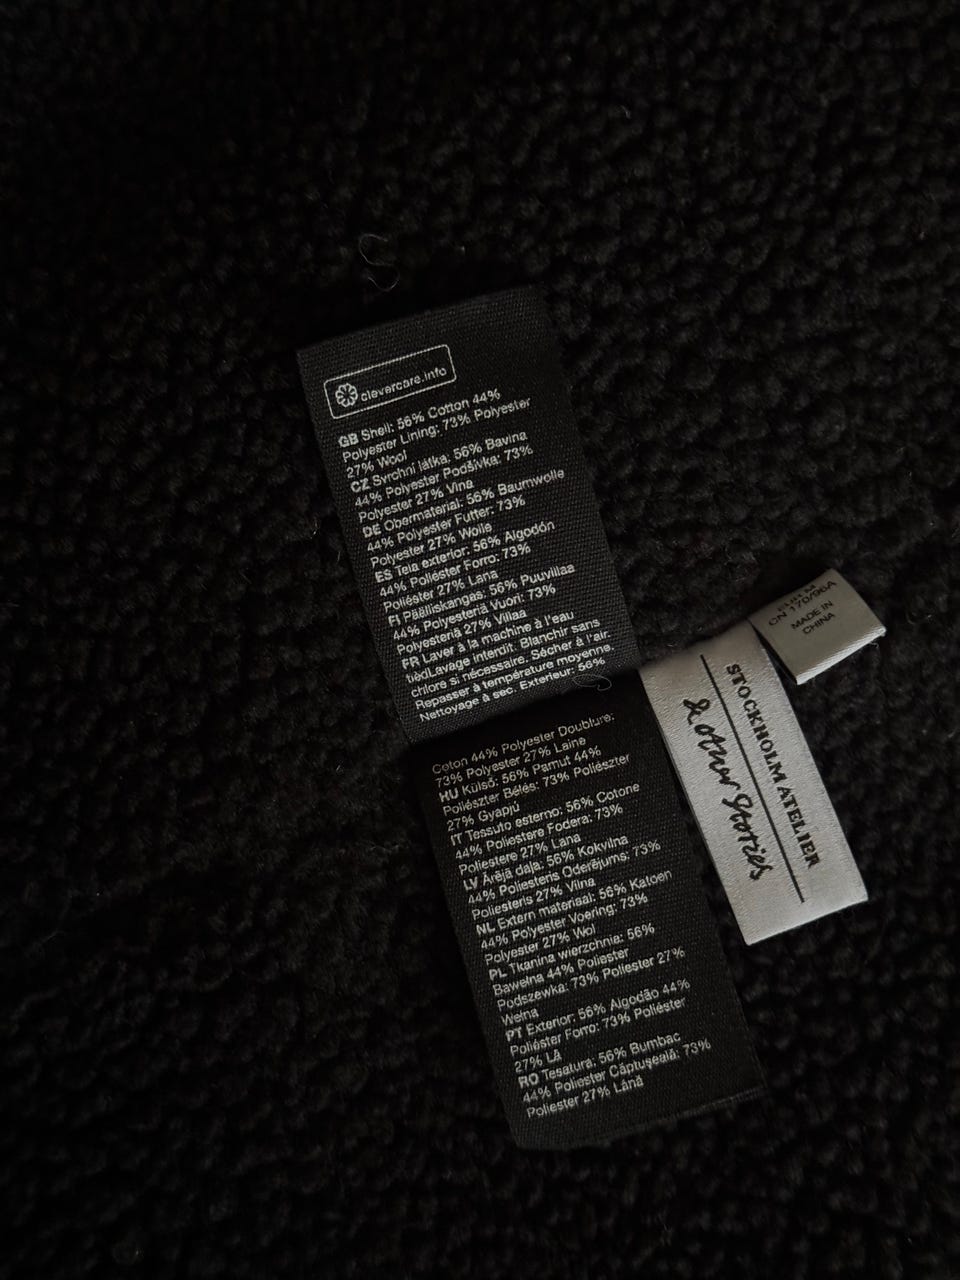 clevercare.info
GB Shell: 56% Cotton 44%
Polyester Lining: 73% Polyester
27% Wool
CZ Svrchní látka: 56% Bavlna
44% Polyester Podšívka: 73%
Polyester 27% Vlna
DE Obermaterial: 56% Baumwolle
44% Polyester Futter: 73%
Polyester 27% Wolle
ES Tela exterior: 56% Algodón
44% Poliéster Forro: 73%
Poliéster 27% Lana
FI Päälliskangas: 56% Puuvillaa
44% Polyesteriä Vuori: 73%
Polyesteriä 27% Villaa
FR Laver à la machine à l'eau
tièdLavage interdit: Blanchir sans
chlore si nécessaire. Sécher à l'air.
Repasser à température moyenne.
Nettoyage à sec. Exterieur: 56%
Coton 44% Polyester Doublure:
73% Polyester 27% Laine
HU Külső: 56% Pamut 44%
Poliészter Bélés: 73% Poliészter
27% Gyapjú
IT Tessuto esterno: 56% Cotone
44% Poliestere Fodera: 73%
Poliestere 27% Lana
LV Ārējā daļa: 56% Kokvilna
44% Poliesteris Oderējums: 73%
Poliesteris 27% Vilna
NL Extern materiaal: 56% Katoen
44% Polyester Voering: 73%
Polyester 27% Wol
PL Tkanina wierzchnia: 56%
Bawełna 44% Poliester
Podszewka: 73% Poliester 27%
Wełna
PT Exterior: 56% Algodão 44%
Poliéster Forro: 73% Poliéster
27% Lã
RO Tesatura: 56% Bumbac
44% Poliester Căptușeală: 73%
Poliester 27% Lână
STOCKHOLM ATELIER
& other Stories
CN 170/96A
MADE IN
CHINA